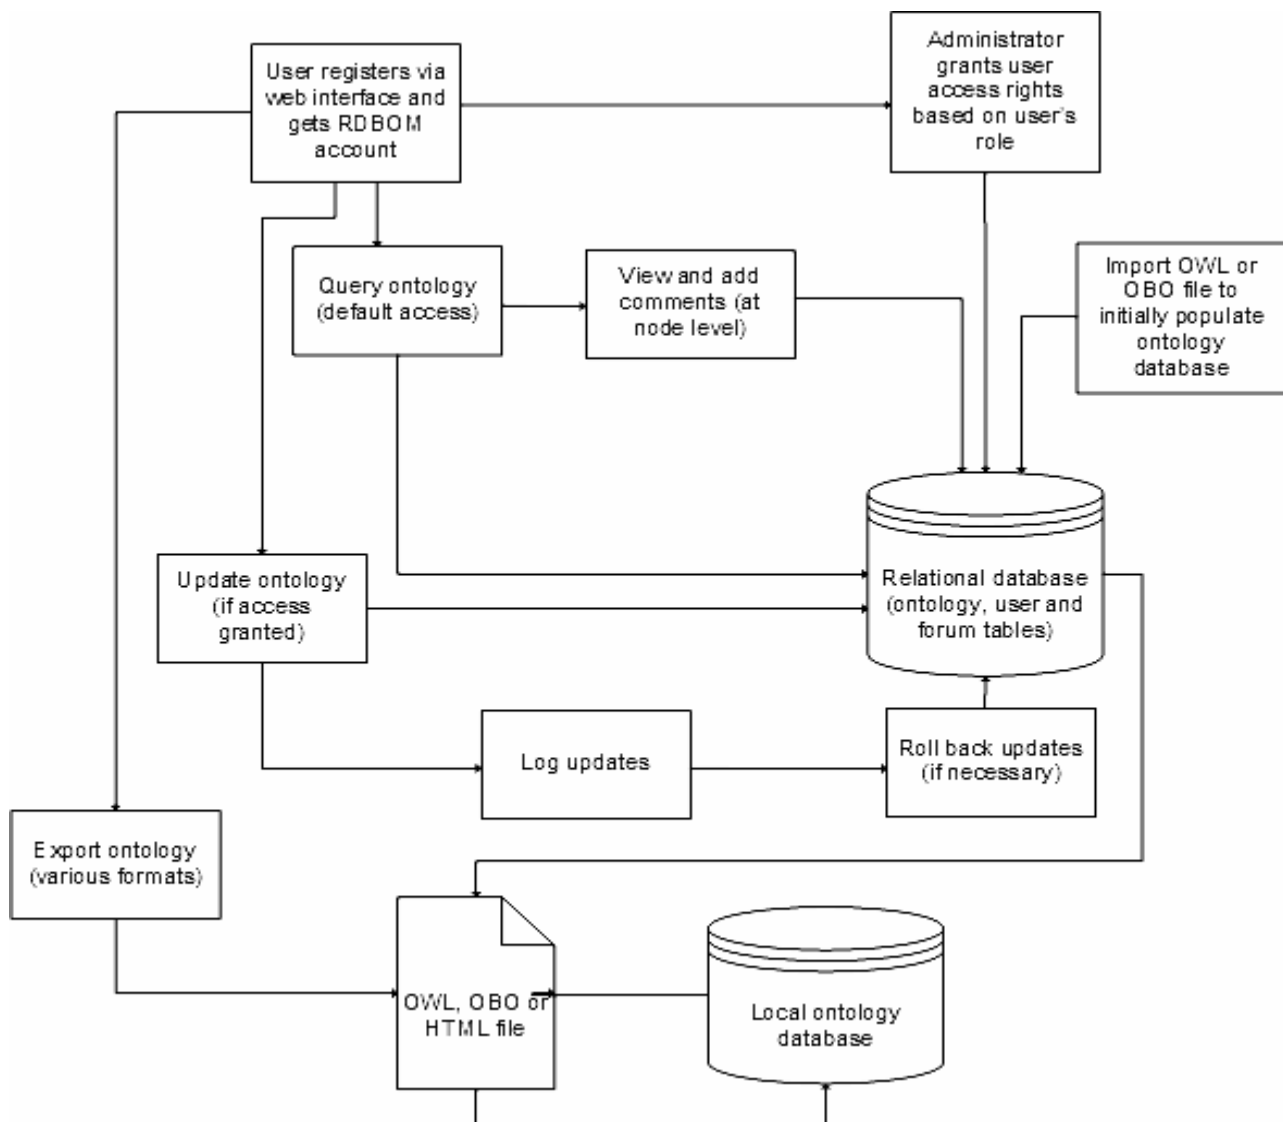 User registers via
web interface and
gets RDBOM
account
Administrator
grants user
access rights
based on user's
role
Query ontology
(default access)
View and add
comments (at
node level)
Import OWL or
OBO file to
initially populate
ontology
database
Update ontology
(if access
granted)
Relational database
(ontology, user and
forum tables)
Log updates
Roll back updates
(if necessary)
Export ontology
(various formats)
OWL, OBO or
HTML file
Local ontology
database